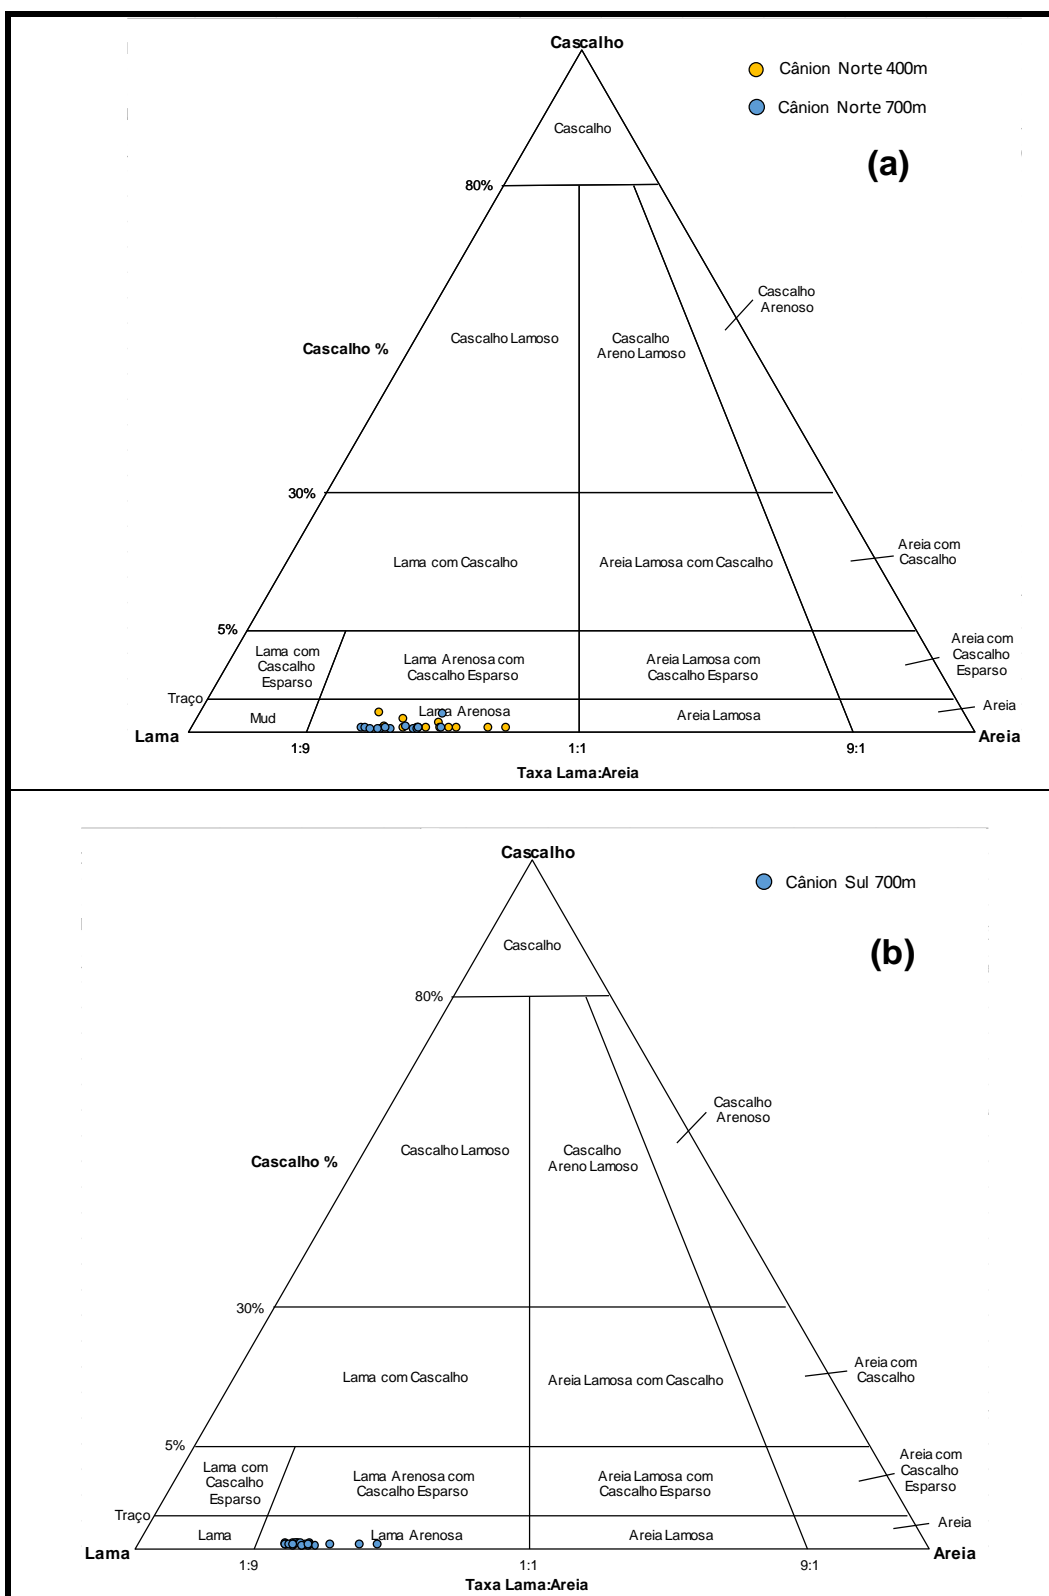 Cascalho
Cânion Norte 400m
Cânion Norte 700m
(a)
Cascalho
80%
Cascalho
Arenoso
Cascalho %
Cascalho Lamoso
Cascalho
Areno Lamoso
30%
Lama com Cascalho
Areia Lamosa com Cascalho
Areia com
Cascalho
5%
Lama com
Cascalho
Esparso
Lama Arenosa com
Cascalho Esparso
Areia Lamosa com
Cascalho Esparso
Areia com
Cascalho
Esparso
Traço
Mud
Lama Arenosa
Areia Lamosa
Areia
Lama
Areia
1:9
1:1
9:1
Taxa Lama:Areia
Cascalho
Cânion Sul 700m
(b)
Cascalho
80%
Cascalho
Arenoso
Cascalho %
Cascalho Lamoso
Cascalho
Areno Lamoso
30%
Lama com Cascalho
Areia Lamosa com Cascalho
Areia com
Cascalho
5%
Lama com
Cascalho
Esparso
Lama Arenosa com
Cascalho Esparso
Areia Lamosa com
Cascalho Esparso
Areia com
Cascalho
Esparso
Traço
Lama
Lama Arenosa
Areia Lamosa
Areia
Lama
Areia
1:9
1:1
9:1
Taxa Lama:Areia